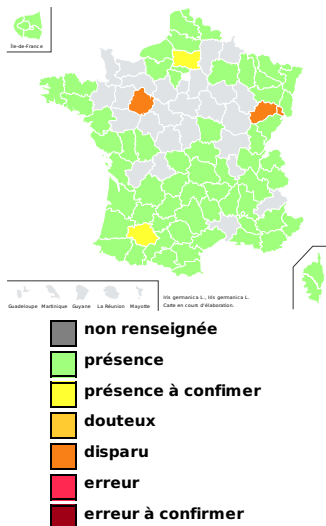 Île-de-France
Guadeloupe Martinique Guyane La Réunion Mayotte
Iris germanica L., Iris germanica L.
Carte en cours d'élaboration.
non renseignée
présence
présence à confimer
douteux
disparu
erreur
erreur à confirmer